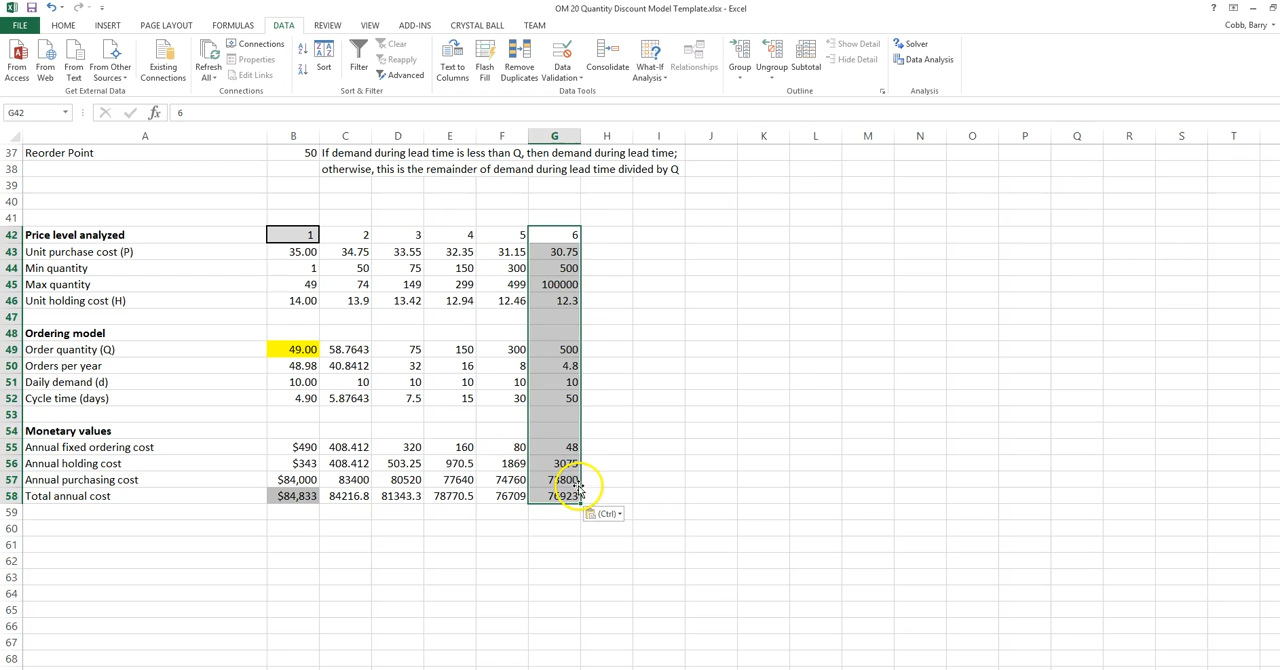 OM 20 Quantity Discount Model Template.xlsx - Excel
FILE HOME INSERT PAGE LAYOUT FORMULAS DATA REVIEW VIEW ADD-INS CRYSTAL BALL TEAM Cobb, Barry
From Access From Web From Text From Other Sources Existing Connections Refresh All Connections Properties Edit Links Sort Filter Clear Reapply Advanced Text to Columns Flash Fill Remove Duplicates Data Validation Consolidate What-If Analysis Relationships Group Ungroup Subtotal Show Detail Hide Detail Solver Data Analysis
Get External Data Connections Sort & Filter Data Tools Outline Analysis
G42 fx 6
A B C D E F G H I J K L M N O P Q R S T
37 Reorder Point 50 If demand during lead time is less than Q, then demand during lead time;
38 otherwise, this is the remainder of demand during lead time divided by Q
39
40
41
42 Price level analyzed 1 2 3 4 5 6
43 Unit purchase cost (P) 35.00 34.75 33.55 32.35 31.15 30.75
44 Min quantity 1 50 75 150 300 500
45 Max quantity 49 74 149 299 499 100000
46 Unit holding cost (H) 14.00 13.9 13.42 12.94 12.46 12.3
47
48 Ordering model
49 Order quantity (Q) 49.00 58.7643 75 150 300 500
50 Orders per year 48.98 40.8412 32 16 8 4.8
51 Daily demand (d) 10.00 10 10 10 10 10
52 Cycle time (days) 4.90 5.87643 7.5 15 30 50
53
54 Monetary values
55 Annual fixed ordering cost $490 408.412 320 160 80 48
56 Annual holding cost $343 408.412 503.25 970.5 1869 3075
57 Annual purchasing cost $84,000 83400 80520 77640 74760 73800
58 Total annual cost $84,833 84216.8 81343.3 78770.5 76709 76923
59 (Ctrl)
60
61
62
63
64
65
66
67
68